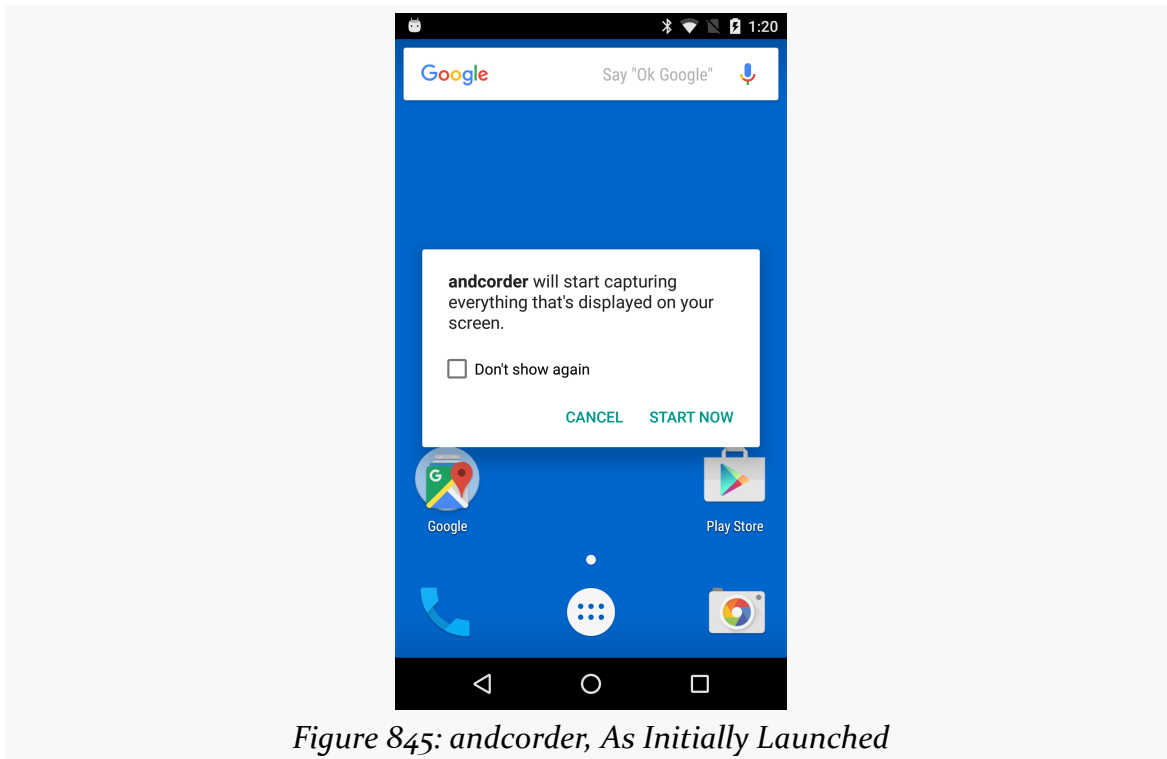 1:20
Google Say "Ok Google"
andcorder will start capturing
everything that's displayed on your
screen.
Don't show again
CANCEL START NOW
G
Google Play Store
Figure 845: andcorder, As Initially Launched